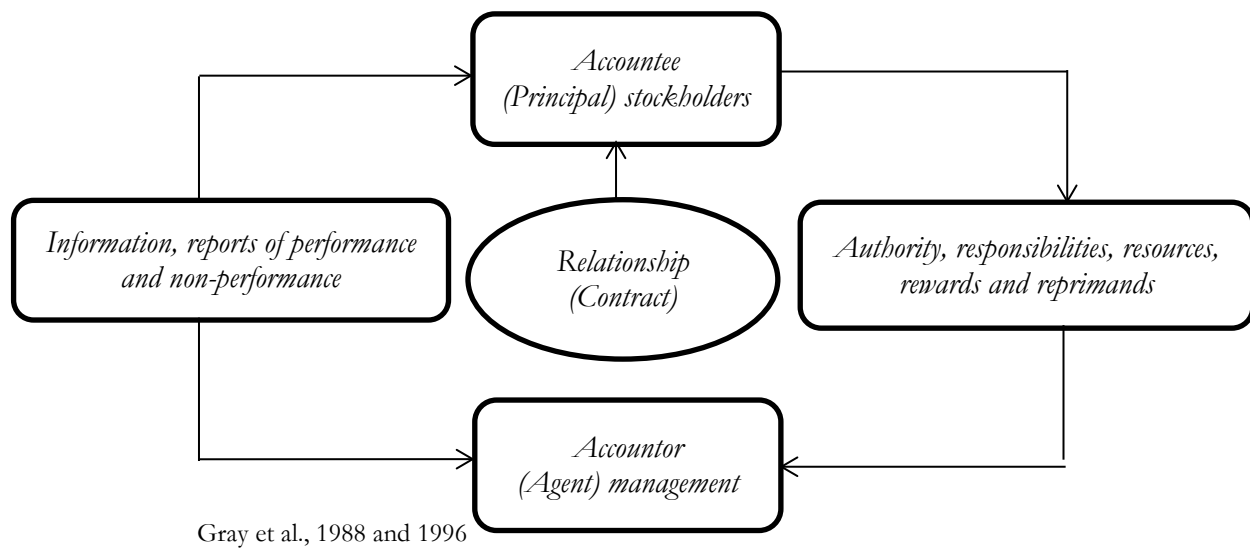 Accountee
(Principal) stockholders
Information, reports of performance
and non-performance
Relationship
(Contract)
Authority, responsibilities, resources,
rewards and reprimands
Accountor
(Agent) management
Gray et al., 1988 and 1996